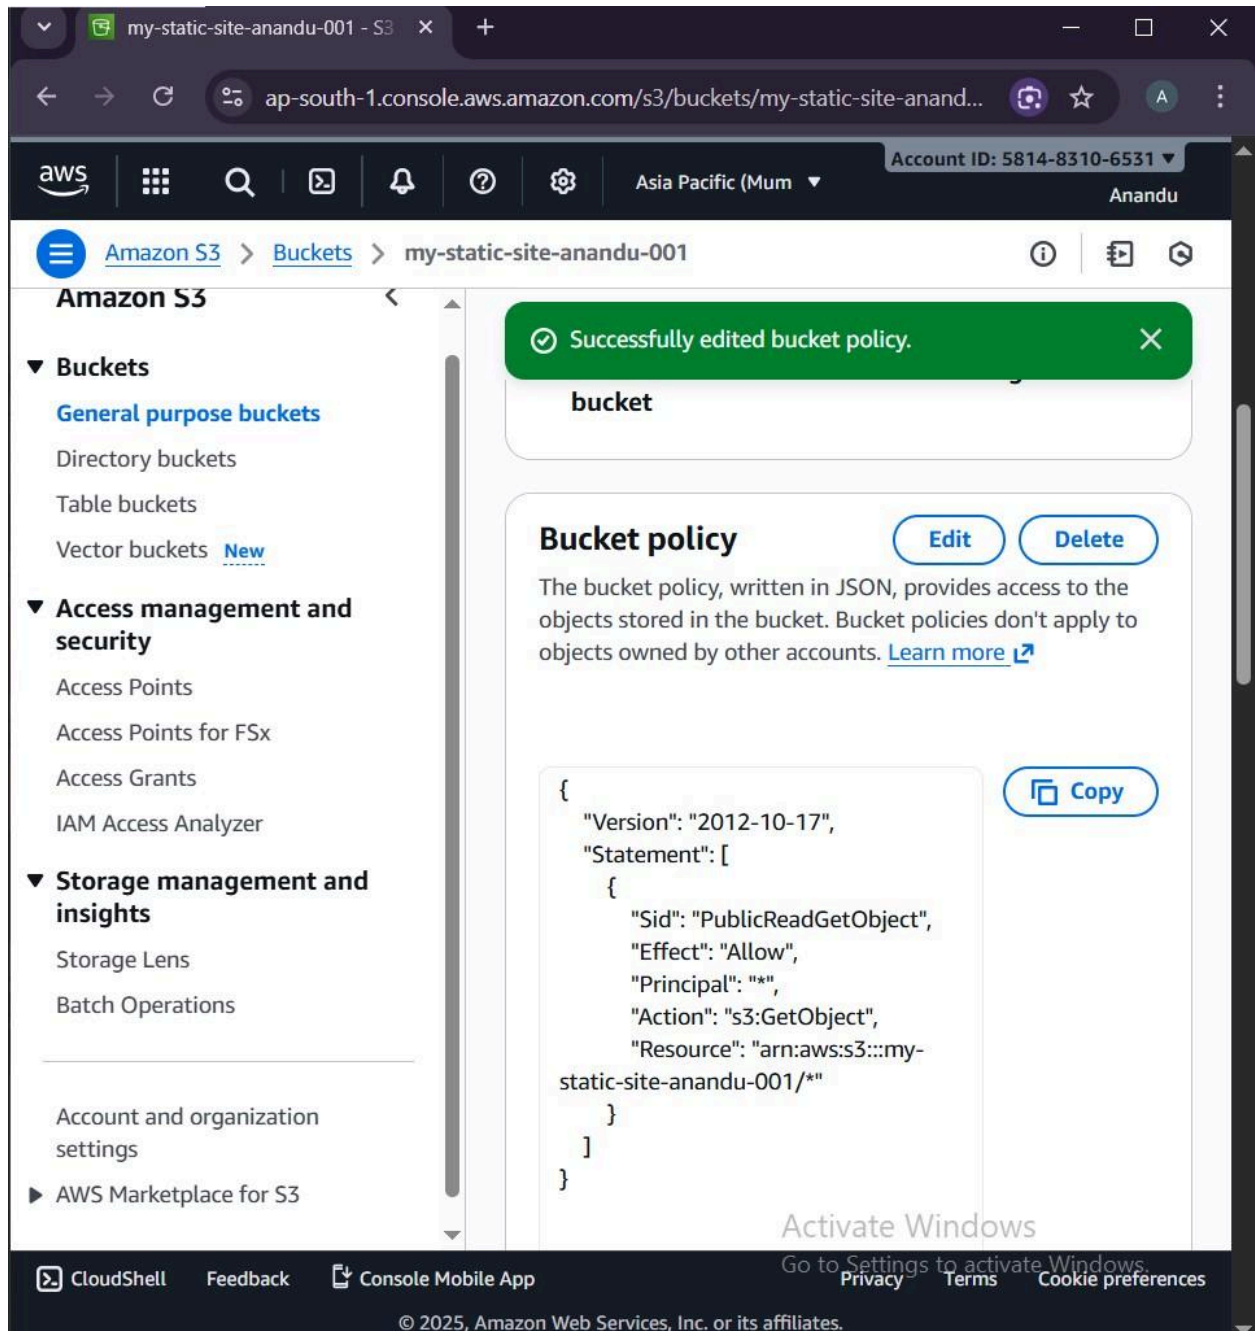 my-static-site-anandu-001 - S3
ap-south-1.console.aws.amazon.com/s3/buckets/my-static-site-anand...
A
aws
Asia Pacific (Mum
Account ID: 5814-8310-6531
Anandu
Amazon S3 > Buckets > my-static-site-anandu-001
Amazon S3
Buckets
General purpose buckets
Directory buckets
Table buckets
Vector buckets New
Access management and
security
Access Points
Access Points for FSx
Access Grants
IAM Access Analyzer
Storage management and
insights
Storage Lens
Batch Operations
Account and organization
settings
AWS Marketplace for S3
Successfully edited bucket policy.
bucket
Bucket policy
Edit
Delete
The bucket policy, written in JSON, provides access to the
objects stored in the bucket. Bucket policies don't apply to
objects owned by other accounts. Learn more
Copy
{
"Version": "2012-10-17",
"Statement": [
{
"Sid": "PublicReadGetObject",
"Effect": "Allow",
"Principal": "*",
"Action": "s3:GetObject",
"Resource": "arn:aws:s3:::my-
static-site-anandu-001/*"
}
]
}
Activate Windows
Go to Settings to activate Windows.
CloudShell Feedback Console Mobile App Privacy Terms Cookie preferences
© 2025, Amazon Web Services, Inc. or its affiliates.